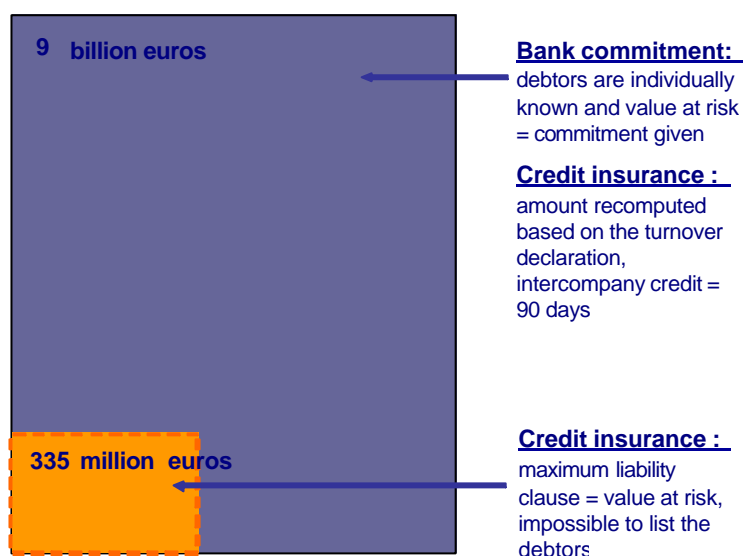 9 billion euros
Bank commitment:
debtors are individually
known and value at risk
= commitment given
Credit insurance :
amount recomputed
based on the turnover
declaration,
intercompany credit =
90 days
335 million euros
Credit insurance :
maximum liability
clause = value at risk,
impossible to list the
debtors